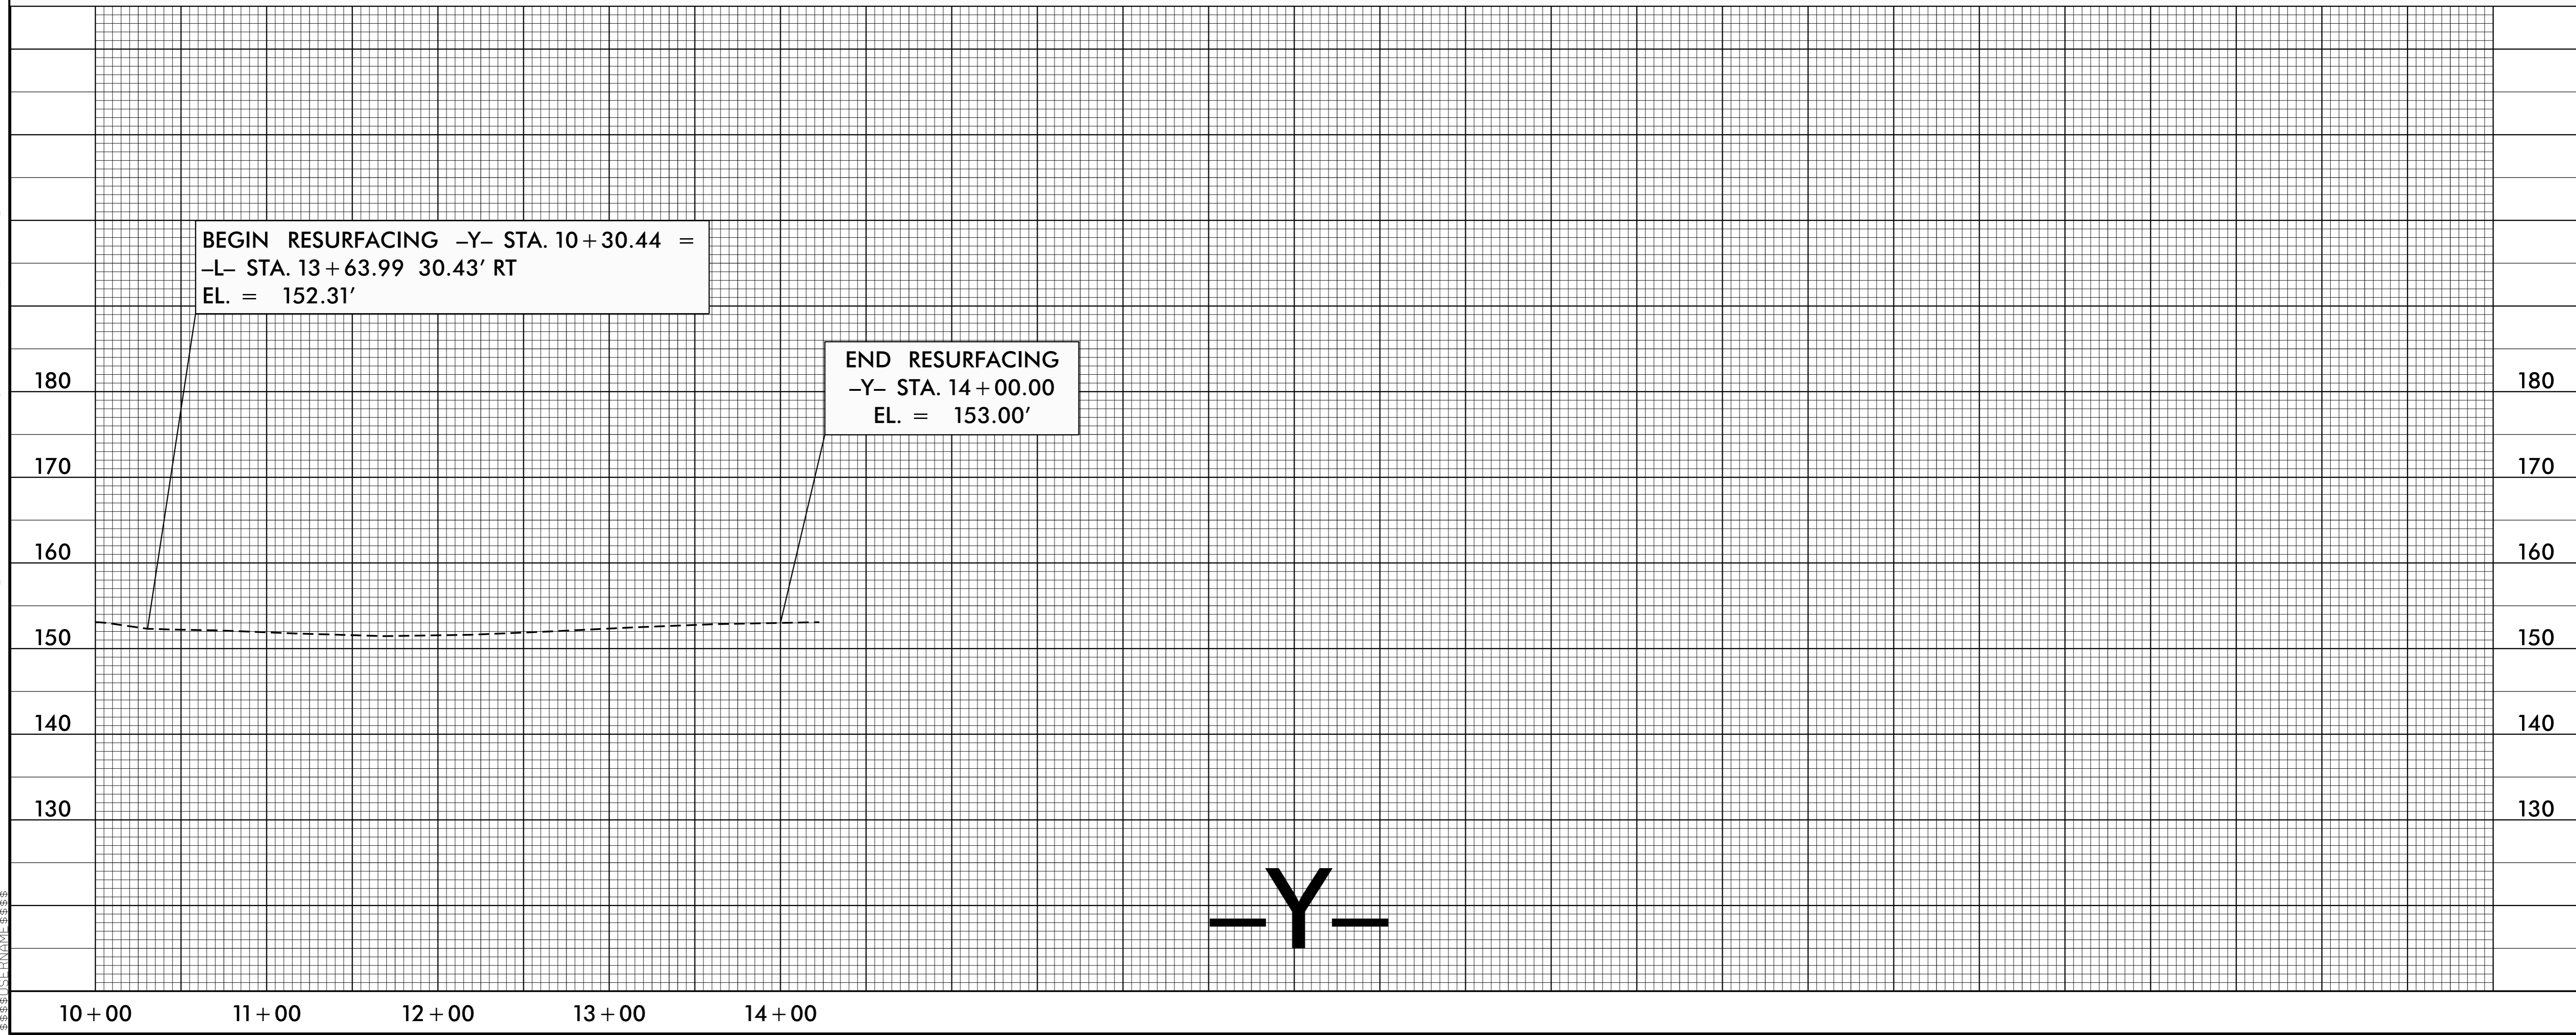 BEGIN RESURFACING –Y– STA. 10+30.44 =
–L– STA. 13+63.99 30.43' RT
EL. = 152.31'
END RESURFACING
–Y– STA. 14+00.00
EL. = 153.00'
180 180
170 170
160 160
150 150
140 140
130 130
–Y–
10+00 11+00 12+00 13+00 14+00
$$$$USERNAME$$$$